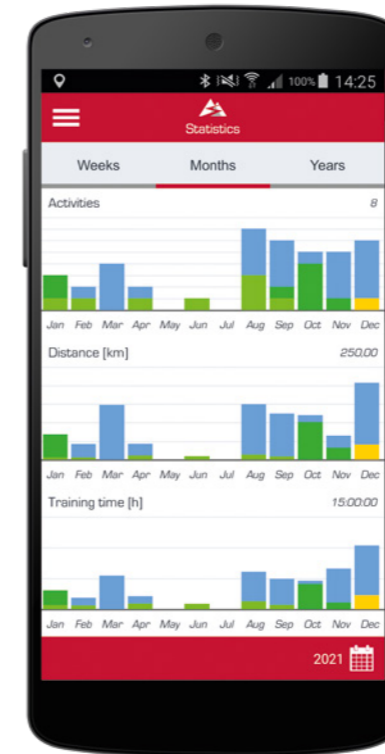 100% 14:25
Statistics
Weeks Months Years
Activities 8
Jan Feb Mar Apr May Jun Jul Aug Sep Oct Nov Dec
Distance [km] 250.00
Jan Feb Mar Apr May Jun Jul Aug Sep Oct Nov Dec
Training time [h] 15:00:00
Jan Feb Mar Apr May Jun Jul Aug Sep Oct Nov Dec
2021